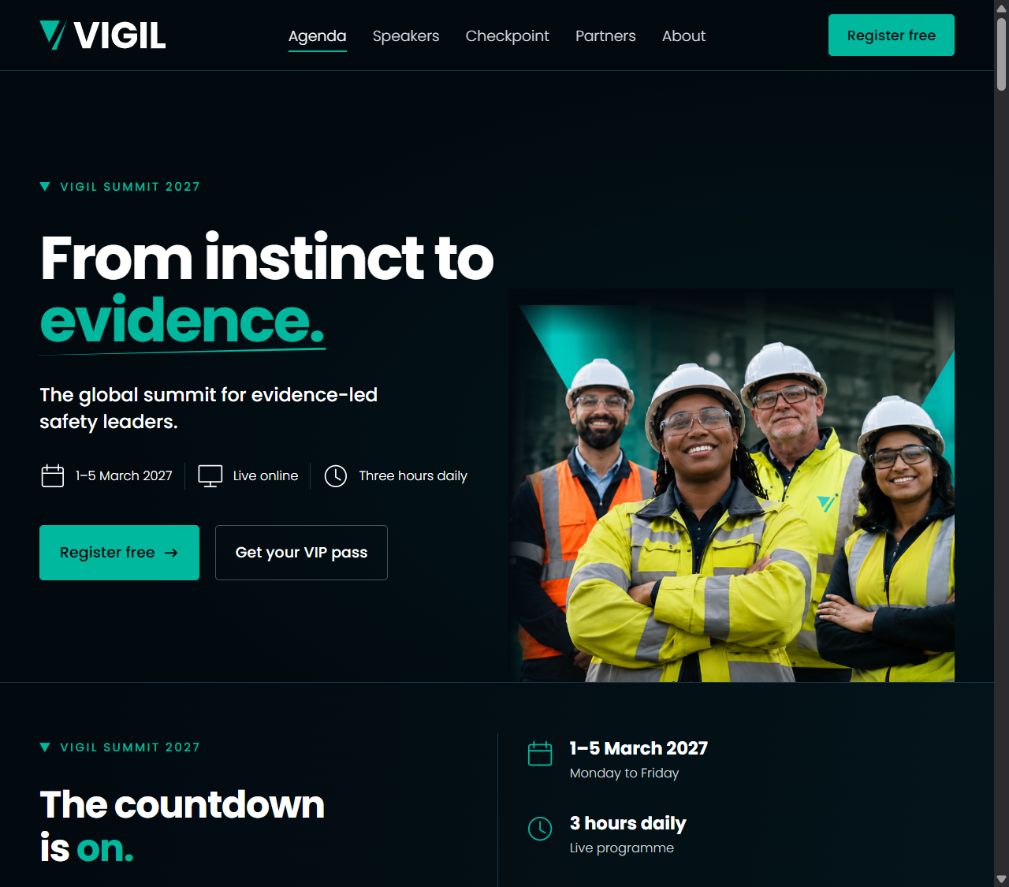 VIGIL
Agenda
Speakers
Checkpoint
Partners
About
Register free
VIGIL SUMMIT 2027
From instinct to
evidence.
The global summit for evidence-led
safety leaders.
1–5 March 2027
Live online
Three hours daily
Register free →
Get your VIP pass
VIGIL SUMMIT 2027
The countdown
is on.
1–5 March 2027
Monday to Friday
3 hours daily
Live programme